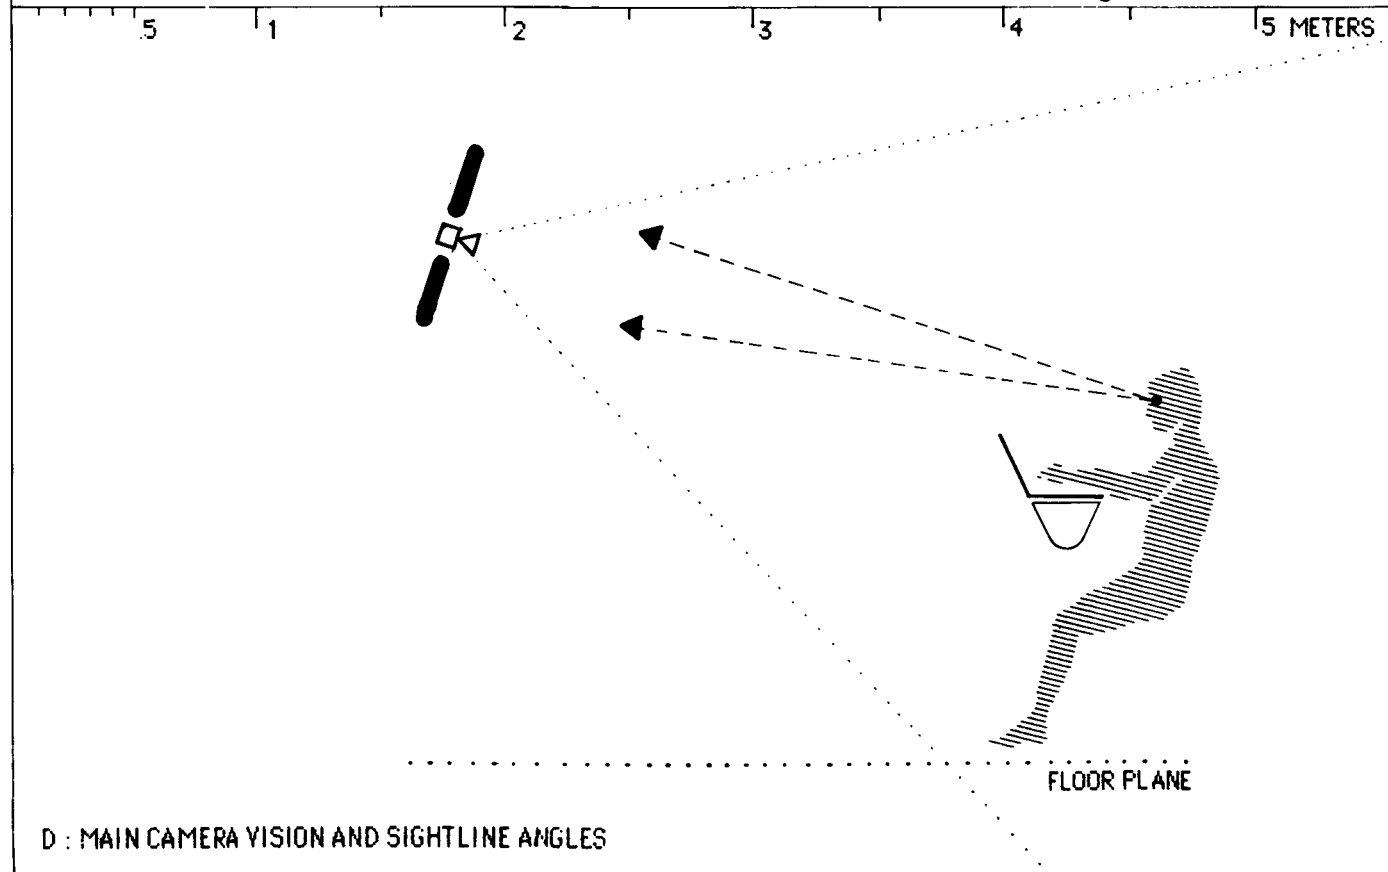 .5 1 2 3 4 5 METERS
FLOOR PLANE
D : MAIN CAMERA VISION AND SIGHTLINE ANGLES